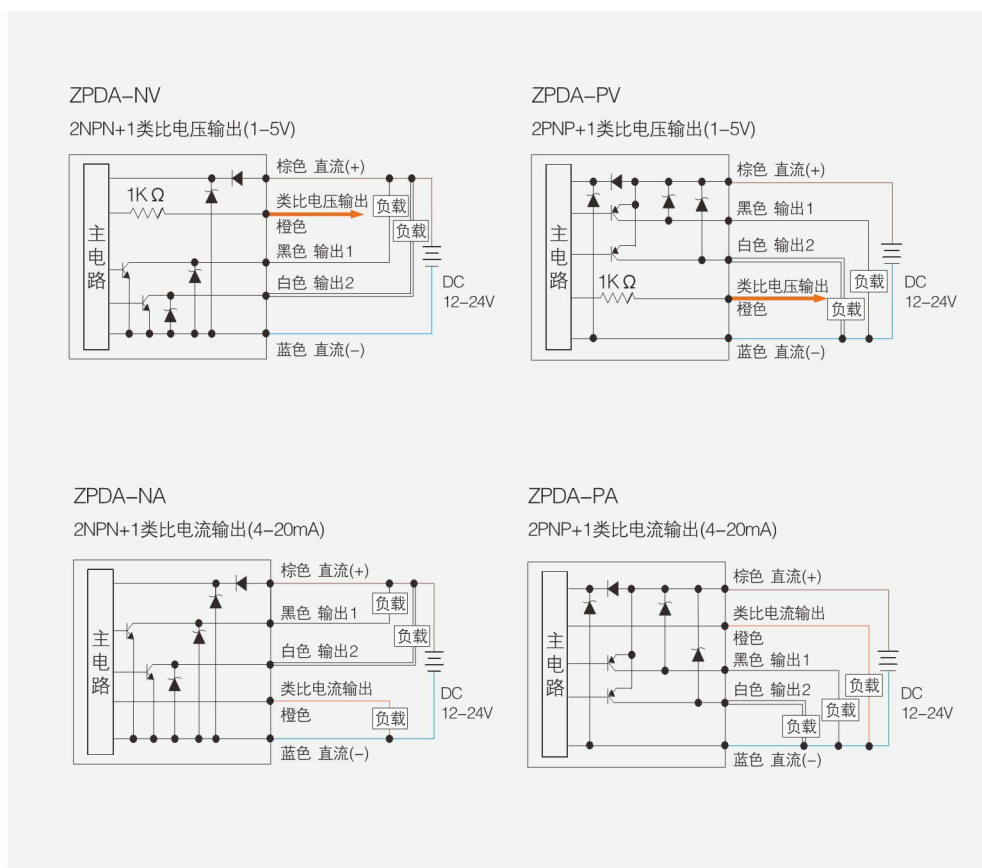 ZPDA-NV
2NPN+1类比电压输出(1-5V)
棕色 直流(+)
1KΩ
类比电压输出
负载
橙色
负载
主电路
黑色 输出1
白色 输出2
DC
12-24V
蓝色 直流(-)
ZPDA-PV
2PNP+1类比电压输出(1-5V)
棕色 直流(+)
黑色 输出1
主电路
白色 输出2
1KΩ
类比电压输出
负载
DC
12-24V
橙色
负载
蓝色 直流(-)
ZPDA-NA
2NPN+1类比电流输出(4-20mA)
棕色 直流(+)
负载
黑色 输出1
负载
主电路
白色 输出2
类比电流输出
DC
12-24V
橙色
负载
蓝色 直流(-)
ZPDA-PA
2PNP+1类比电流输出(4-20mA)
棕色 直流(+)
类比电流输出
橙色
主电路
黑色 输出1
负载
白色 输出2
DC
12-24V
负载
负载
蓝色 直流(-)